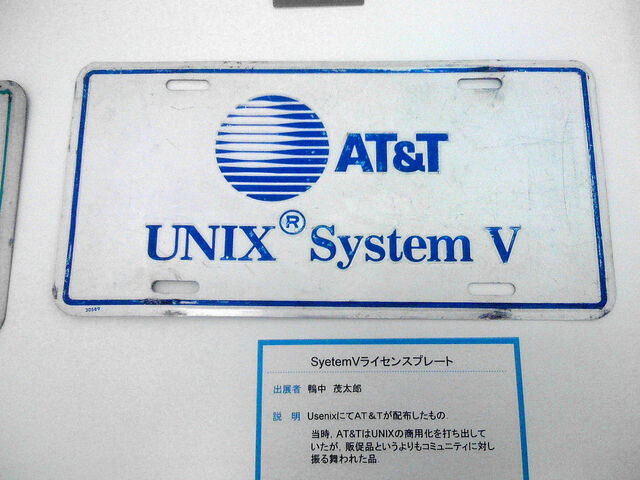 AT&T
UNIX® System V
30589
SyetemVライセンスプレート
出展者 鴨中 茂太郎
説 明 UsenixにてAT&Tが配布したもの.
当時, AT&TはUNIXの商用化を打ち出して
いたが, 販促品というよりもコミュニティに対し
振る舞われた品.